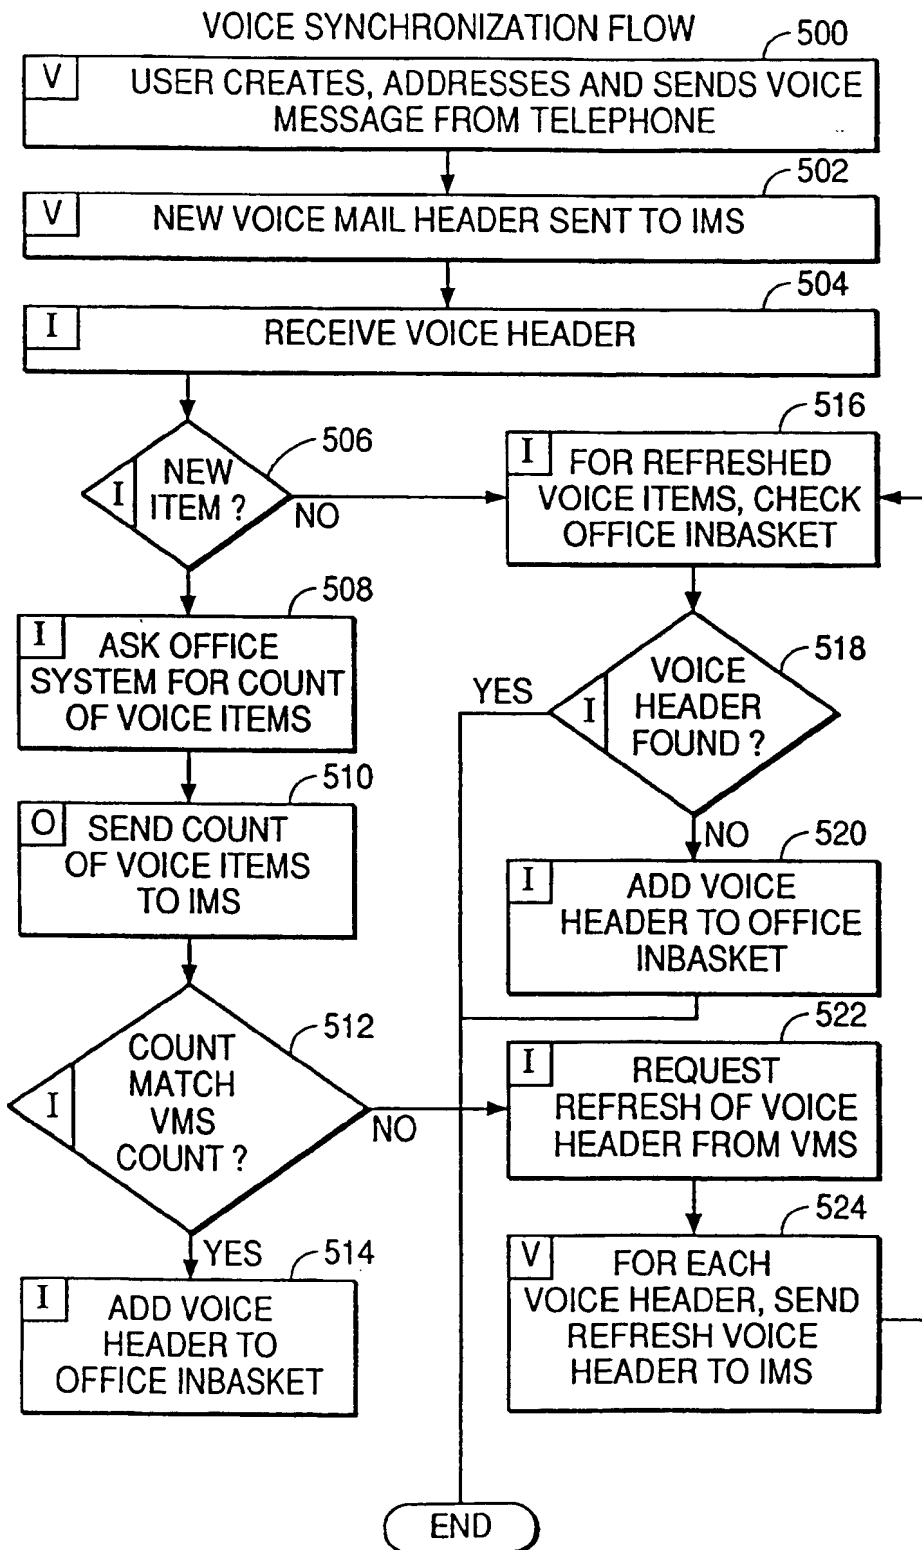 VOICE SYNCHRONIZATION FLOW
500
V
USER CREATES, ADDRESSES AND SENDS VOICE
MESSAGE FROM TELEPHONE
502
V
NEW VOICE MAIL HEADER SENT TO IMS
504
I
RECEIVE VOICE HEADER
506
I
NEW
ITEM ?
NO
508
I
ASK OFFICE
SYSTEM FOR COUNT
OF VOICE ITEMS
510
O
SEND COUNT
OF VOICE ITEMS
TO IMS
512
I
COUNT
MATCH
VMS
COUNT ?
NO
YES
514
I
ADD VOICE
HEADER TO
OFFICE INBASKET
516
I
FOR REFRESHED
VOICE ITEMS, CHECK
OFFICE INBASKET
518
I
VOICE
HEADER
FOUND ?
YES
NO
520
I
ADD VOICE
HEADER TO OFFICE
INBASKET
522
I
REQUEST
REFRESH OF VOICE
HEADER FROM VMS
524
V
FOR EACH
VOICE HEADER, SEND
REFRESH VOICE
HEADER TO IMS
END